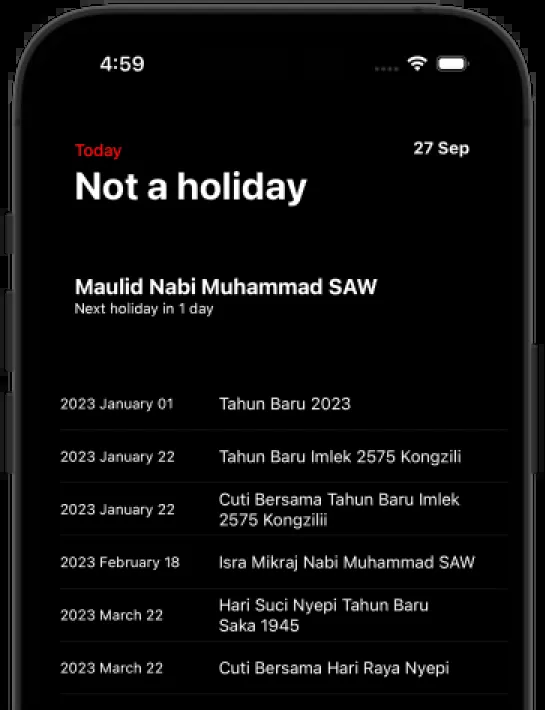 4:59
Today
27 Sep
Not a holiday
Maulid Nabi Muhammad SAW
Next holiday in 1 day
2023 January 01
Tahun Baru 2023
2023 January 22
Tahun Baru Imlek 2575 Kongzili
2023 January 22
Cuti Bersama Tahun Baru Imlek
2575 Kongzilii
2023 February 18
Isra Mikraj Nabi Muhammad SAW
2023 March 22
Hari Suci Nyepi Tahun Baru
Saka 1945
2023 March 22
Cuti Bersama Hari Raya Nyepi